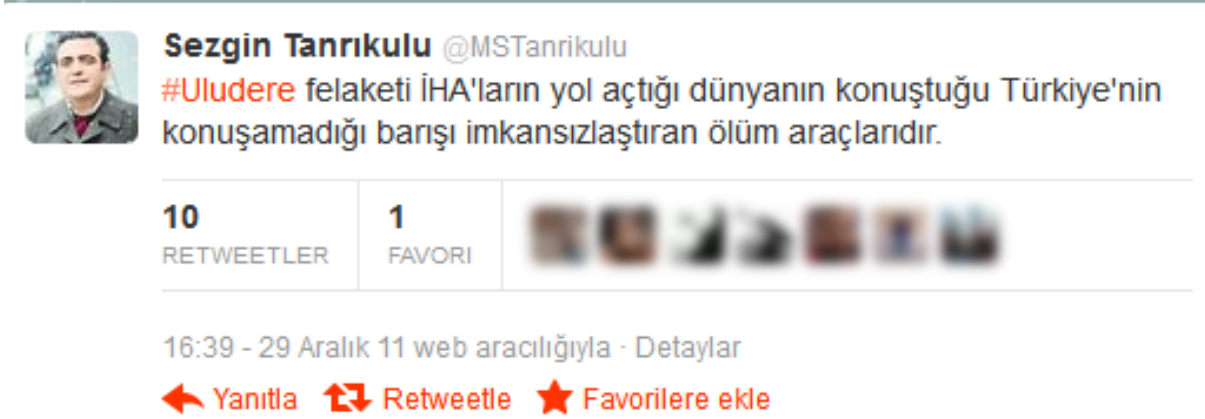 Sezgin Tanrıkulu @MSTanrikulu
#Uludere felaketi İHA'ların yol açtığı dünyanın konuştuğu Türkiye'nin
konuşamadığı barışı imkansızlaştıran ölüm araçlarıdır.
10
RETWEETLER
1
FAVORI
16:39 - 29 Aralık 11 web aracılığıyla · Detaylar
Yanıtla Retweetle Favorilere ekle